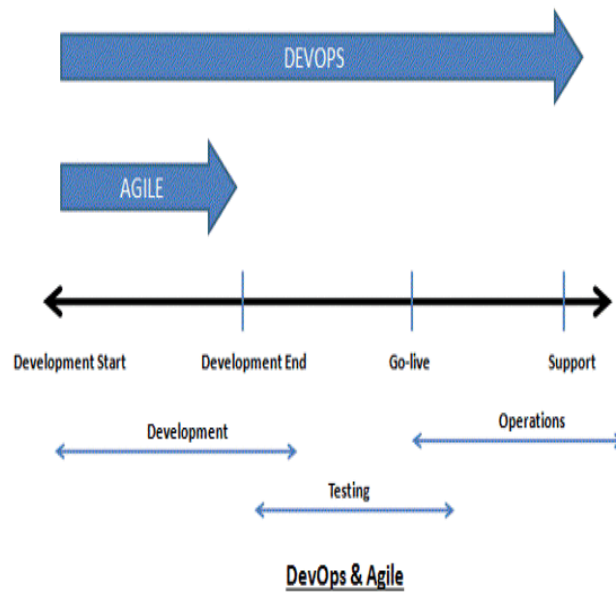 DEVOPS
AGILE
Development Start Development End Go-live Support
Development
Operations
Testing
DevOps & Agile